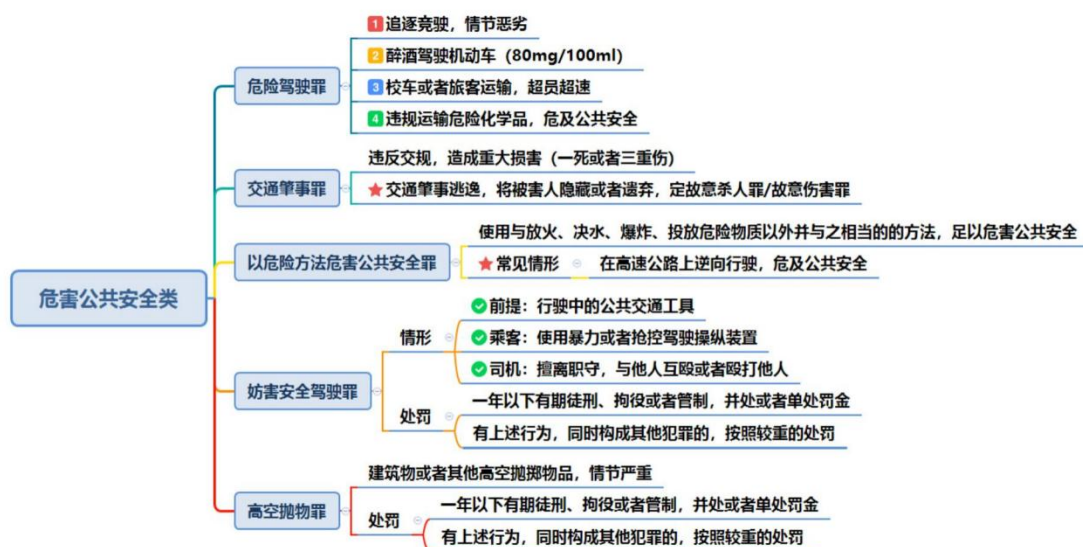 危害公共安全类
危险驾驶罪
1 追逐竞驶，情节恶劣
2 醉酒驾驶机动车（80mg/100ml）
3 校车或者旅客运输，超员超速
4 违规运输危险化学品，危及公共安全
交通肇事罪
违反交规，造成重大损害（一死或者三重伤）
交通肇事逃逸，将被害人隐藏或者遗弃，定故意杀人罪/故意伤害罪
以危险方法危害公共安全罪
使用与放火、决水、爆炸、投放危险物质以外并与之相当的的方法，足以危害公共安全
常见情形
在高速公路上逆向行驶，危及公共安全
妨害安全驾驶罪
情形
前提：行驶中的公共交通工具
乘客：使用暴力或者抢控驾驶操纵装置
司机：擅离职守，与他人互殴或者殴打他人
处罚
一年以下有期徒刑、拘役或者管制，并处或者单处罚金
有上述行为，同时构成其他犯罪的，按照较重的处罚
高空抛物罪
建筑物或者其他高空抛掷物品，情节严重
处罚
一年以下有期徒刑、拘役或者管制，并处或者单处罚金
有上述行为，同时构成其他犯罪的，按照较重的处罚